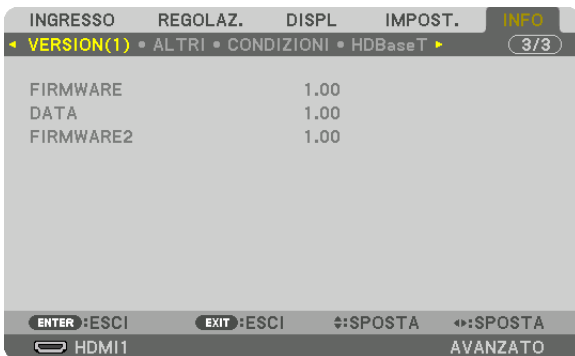 INGRESSO REGOLAZ. DISPL IMPOST. INFO
VERSION(1) • ALTRI • CONDIZIONI • HDBaseT 3/3
FIRMWARE 1.00
DATA 1.00
FIRMWARE2 1.00
ENTER :ESCI EXIT :ESCI :SPOSTA :SPOSTA
HDMI1 AVANZATO